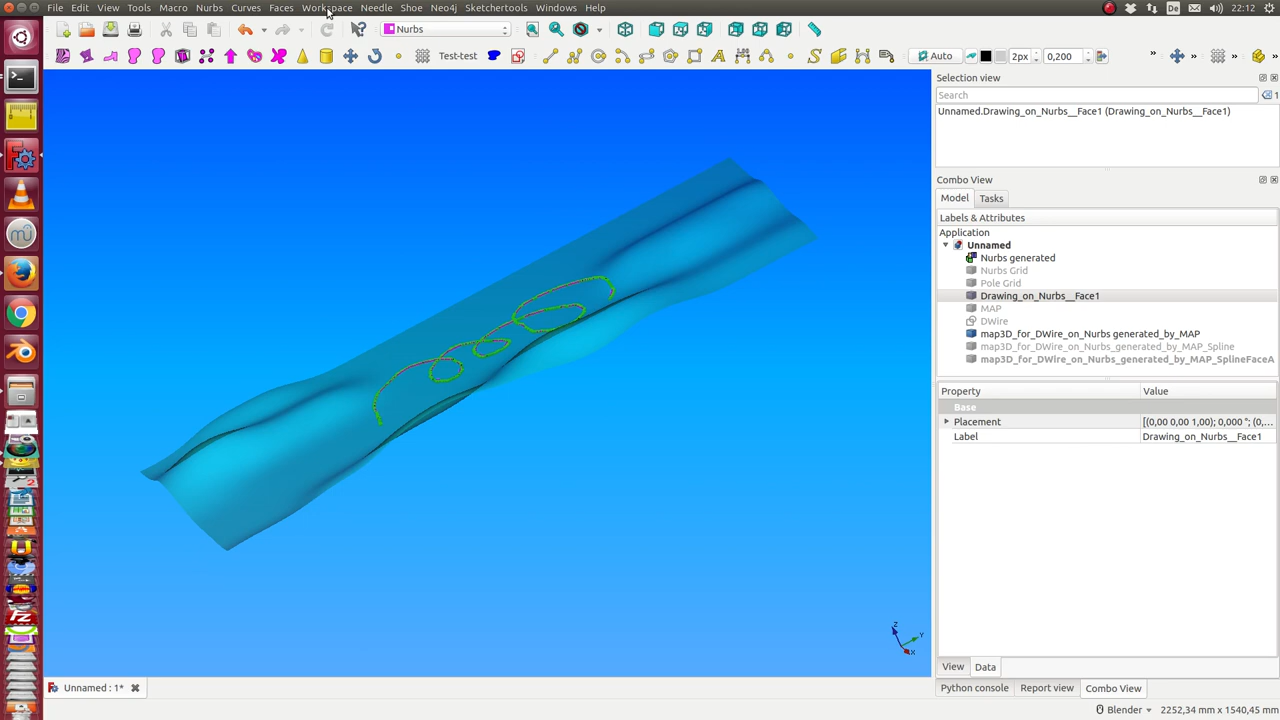 File Edit View Tools Macro Nurbs Curves Faces Workspace Needle Shoe Neo4j Sketchertools Windows Help
De
22:12
Nurbs
Test-test
Auto
2px
0,200
Selection view
Search
1
Unnamed.Drawing_on_Nurbs__Face1 (Drawing_on_Nurbs__Face1)
Combo View
Model Tasks
Labels & Attributes
Application
Unnamed
Nurbs generated
Nurbs Grid
Pole Grid
Drawing_on_Nurbs__Face1
MAP
DWire
map3D_for_DWire_on_Nurbs generated_by_MAP
map3D_for_DWire_on_Nurbs_generated_by_MAP_Spline
map3D_for_DWire_on_Nurbs_generated_by_MAP_SplineFaceA
Property Value
Base
Placement [(0,00 0,00 1,00); 0,000 °; (0,...
Label Drawing_on_Nurbs__Face1
Z
Y
X
View Data
Unnamed : 1*
Python console Report view Combo View
Blender 2252,34 mm x 1540,45 mm